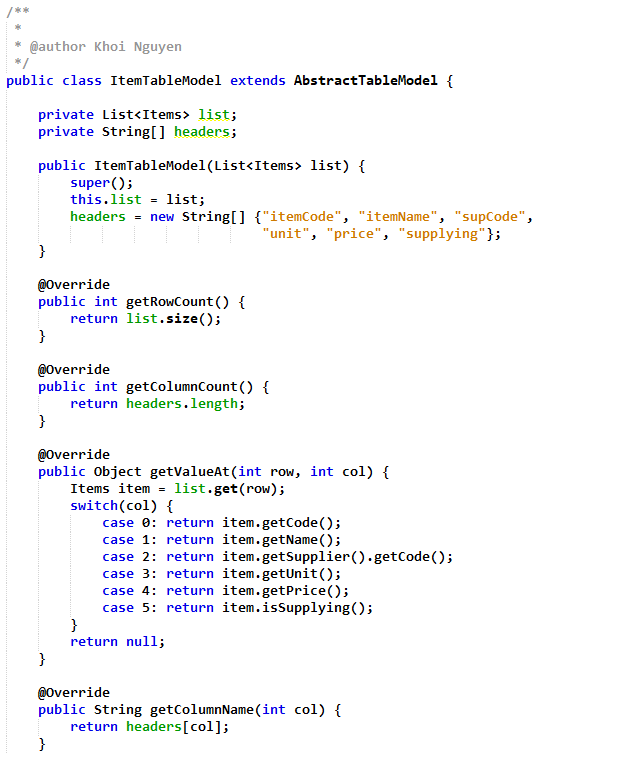 /**
 *
 * @author Khoi Nguyen
 */
public class ItemTableModel extends AbstractTableModel {

    private List<Items> list;
    private String[] headers;

    public ItemTableModel(List<Items> list) {
        super();
        this.list = list;
        headers = new String[] {"itemCode", "itemName", "supCode",
                                "unit", "price", "supplying"};
    }

    @Override
    public int getRowCount() {
        return list.size();
    }

    @Override
    public int getColumnCount() {
        return headers.length;
    }

    @Override
    public Object getValueAt(int row, int col) {
        Items item = list.get(row);
        switch(col) {
            case 0: return item.getCode();
            case 1: return item.getName();
            case 2: return item.getSupplier().getCode();
            case 3: return item.getUnit();
            case 4: return item.getPrice();
            case 5: return item.isSupplying();
        }
        return null;
    }

    @Override
    public String getColumnName(int col) {
        return headers[col];
    }